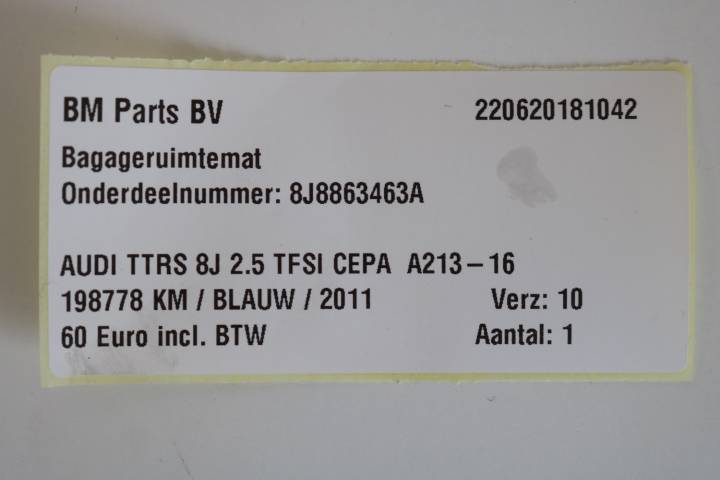 BM Parts BV 220620181042
Bagageruimtemat
Onderdeelnummer: 8J8863463A
AUDI TTRS 8J 2.5 TFSI CEPA A213-16
198778 KM / BLAUW / 2011 Verz: 10
60 Euro incl. BTW Aantal: 1